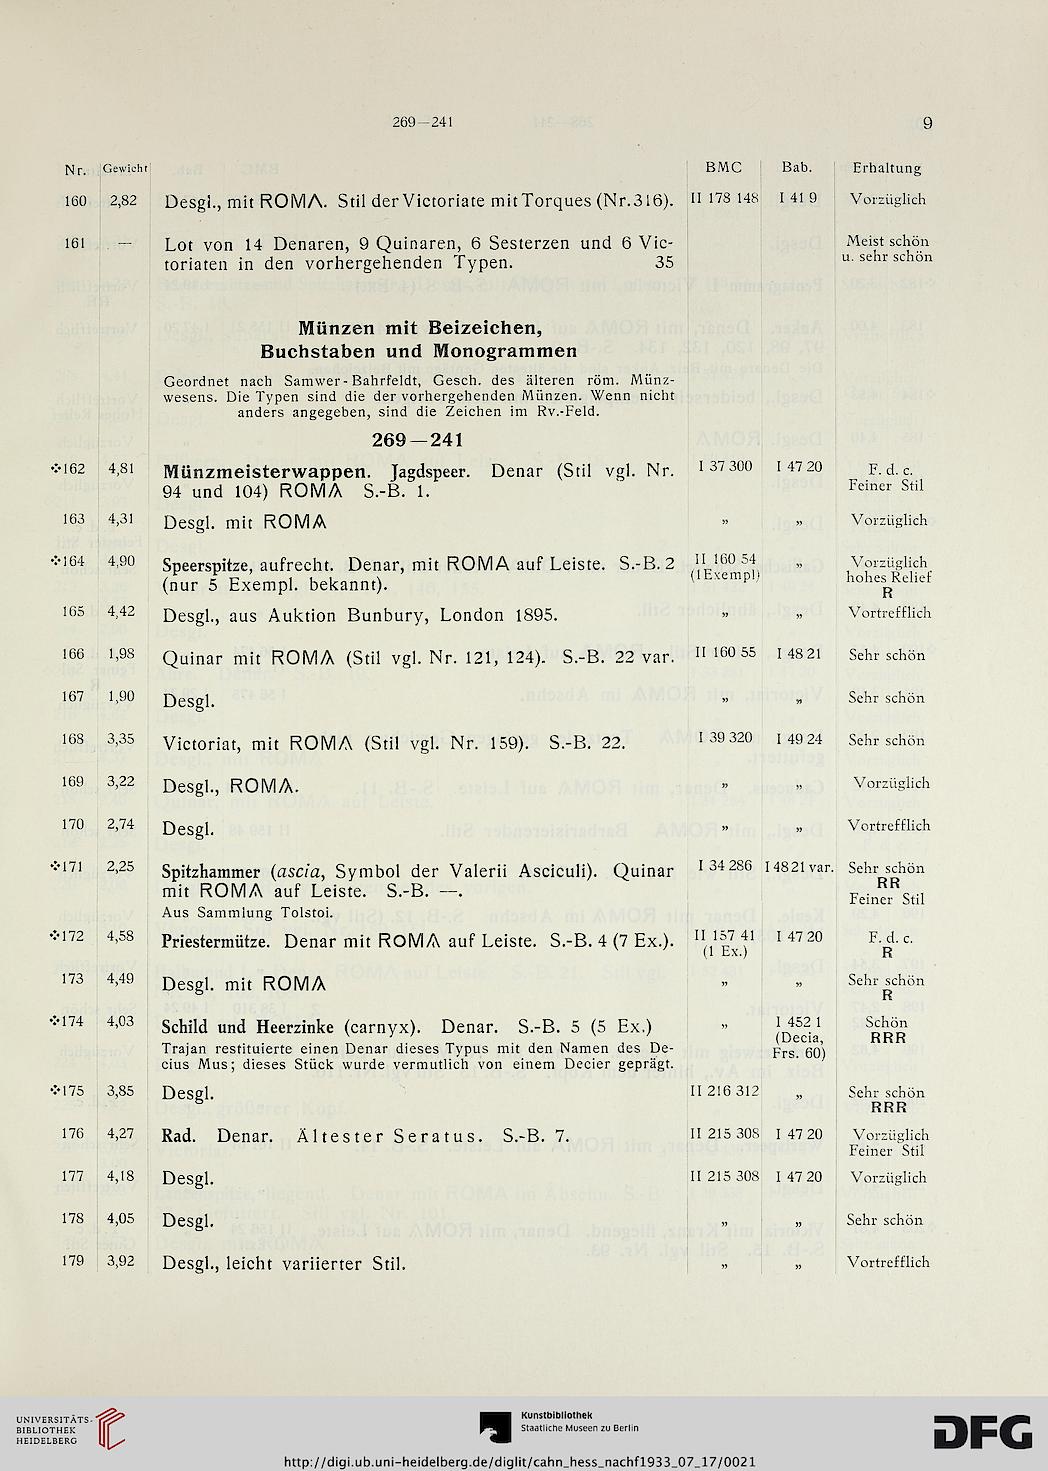 269—241 9
Nr. Gewicht BMC Bab. Erhaltung
160 2,82 Desgl., mit ROMA. Stil der Victoriate mit Torques (Nr. 316). II 178 148 I 41 9 Vorzüglich
161 — Lot von 14 Denaren, 9 Quinaren, 6 Sesterzen und 6 Vic- Meist schön
toriaten in den vorhergehenden Typen. 35 u. sehr schön
Münzen mit Beizeichen,
Buchstaben und Monogrammen
Geordnet nach Samwer-Bahrfeldt, Gesch. des älteren röm. Münz-
wesens. Die Typen sind die der vorhergehenden Münzen. Wenn nicht
anders angegeben, sind die Zeichen im Rv.-Feld.
269—241
❖162 4,81 Münzmeisterwappen. Jagdspeer. Denar (Stil vgl. Nr. I 37 300 I 47 20 F. d. c.
94 und 104) ROMA S.-B. 1. Feiner Stil
163 4,31 Desgl. mit ROMA „ „ Vorzüglich
❖164 4,90 Speerspitze, aufrecht. Denar, mit ROMA auf Leiste. S.-B. 2 II 160 54 „ Vorzüglich
(nur 5 Exempl. bekannt). (1 Exempl) hohes Relief
R
165 4,42 Desgl., aus Auktion Bunbury, London 1895. „ „ Vortrefflich
166 1,98 Quinar mit ROMA (Stil vgl. Nr. 121, 124). S.-B. 22 var. II 160 55 I 48 21 Sehr schön
167 1,90 Desgl. „ „ Sehr schön
168 3,35 Victoriat, mit ROMA (Stil vgl. Nr. 159). S.-B. 22. I 39 320 I 49 24 Sehr schön
169 3,22 Desgl., ROMA. „ „ Vorzüglich
170 2,74 Desgl. „ „ Vortrefflich
❖171 2,25 Spitzhammer (ascia, Symbol der Valerii Asciculi). Quinar I 34 286 I 48 21 var. Sehr schön
mit ROMA auf Leiste. S.-B. —. RR
Aus Sammlung Tolstoi. Feiner Stil
❖172 4,58 Priestermütze. Denar mit ROMA auf Leiste. S.-B. 4 (7 Ex.). II 157 41 I 47 20 F. d. c.
(1 Ex.) R
173 4,49 Desgl. mit ROMA „ „ Sehr schön
R
❖174 4,03 Schild und Heerzinke (carnyx). Denar. S.-B. 5 (5 Ex.) „ I 452 1 Schön
Trajan restituierte einen Denar dieses Typus mit den Namen des De- (Decia, RRR
cius Mus; dieses Stück wurde vermutlich von einem Decier geprägt. Frs. 60)
❖175 3,85 Desgl. II 216 312 „ Sehr schön
RRR
176 4,27 Rad. Denar. Ältester Seratus. S.-B. 7. II 215 308 I 47 20 Vorzüglich
Feiner Stil
177 4,18 Desgl. II 215 308 I 47 20 Vorzüglich
178 4,05 Desgl. „ „ Sehr schön
179 3,92 Desgl., leicht variierter Stil. „ „ Vortrefflich
UNIVERSITÄTS-
BIBLIOTHEK
HEIDELBERG
Kunstbibliothek
Staatliche Museen zu Berlin
DFG
http://digi.ub.uni-heidelberg.de/diglit/cahn_hess_nachf1933_07_17/0021